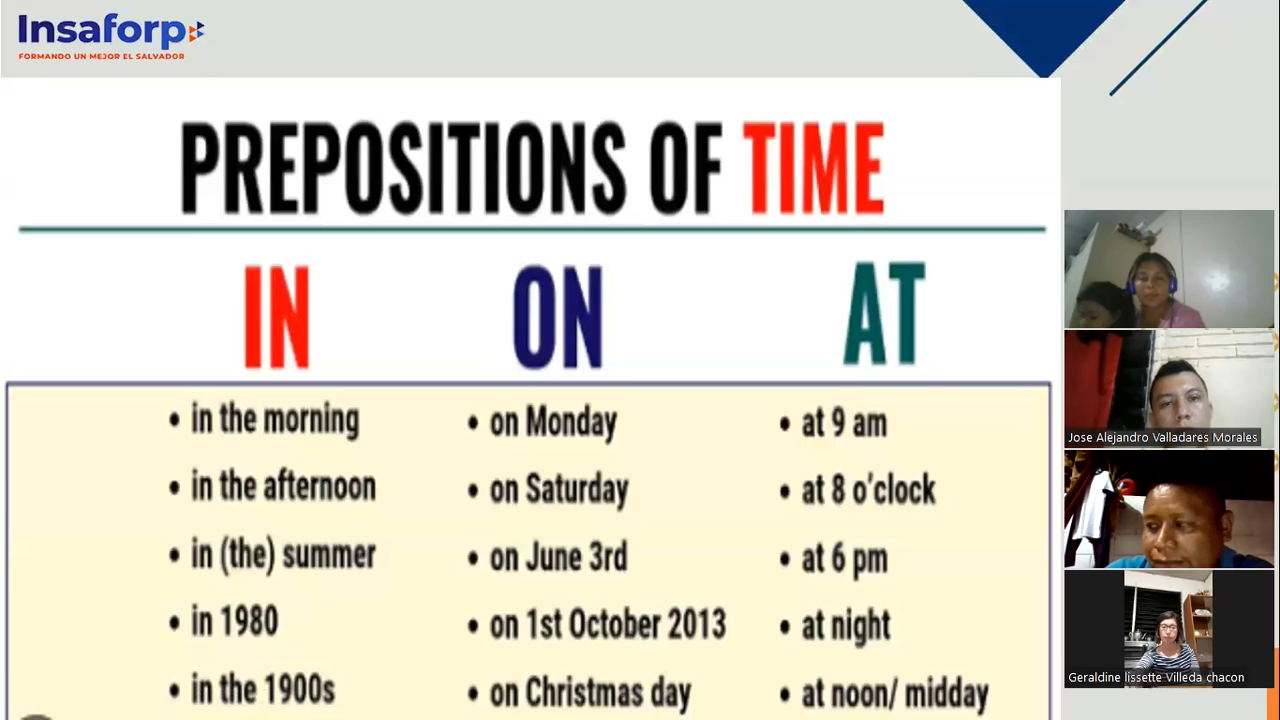 Insaforp
FORMANDO UN MEJOR EL SALVADOR
PREPOSITIONS OF TIME
IN
• in the morning
• in the afternoon
• in (the) summer
• in 1980
• in the 1900s
ON
• on Monday
• on Saturday
• on June 3rd
• on 1st October 2013
• on Christmas day
AT
• at 9 am
• at 8 o'clock
• at 6 pm
• at night
• at noon/ midday
Jose Alejandro Valladares Morales
Geraldine lissette Villeda chacon